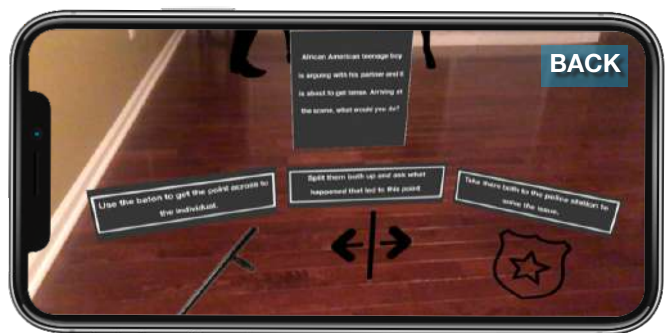 BACK
African American teenage boy
is arguing with his partner and it
is about to get tense. Arriving at
the scene, what would you do?
Use the baton to get the point across to
the individual.
Split them both up and ask what
happened that led to this point
Take them both to the police station to
solve the issue.